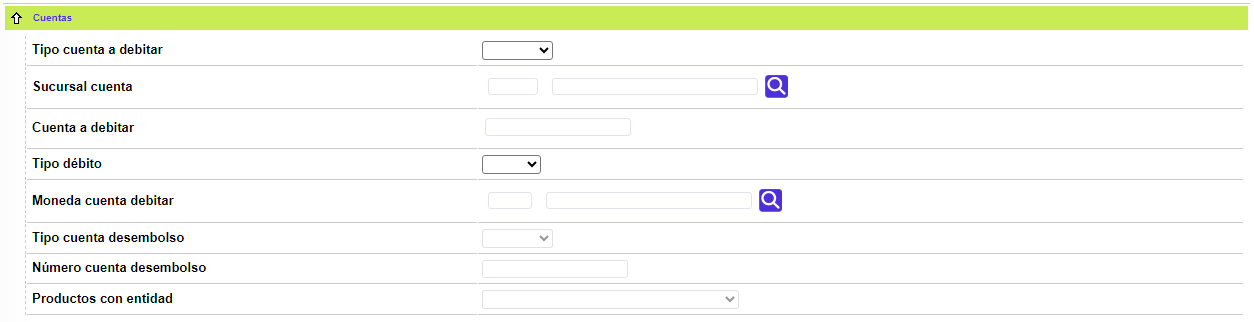 Cuentas
Tipo cuenta a debitar
Sucursal cuenta
Cuenta a debitar
Tipo débito
Moneda cuenta debitar
Tipo cuenta desembolso
Número cuenta desembolso
Productos con entidad